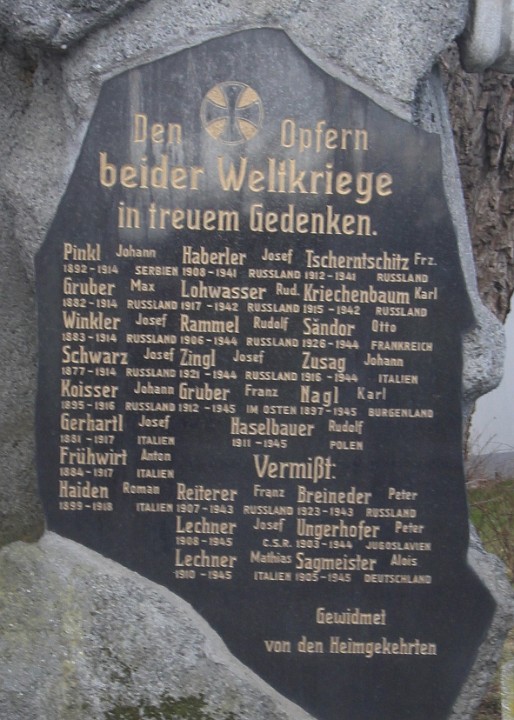 Den Opfern
beider Weltkriege
in treuem Gedenken.
Pinkl Johann Haberler Josef Tscherntschitz Frz.
1892-1914 SERBIEN 1908-41 RUSSLAND 1912-41 RUSSLAND
Gruber Max Lohwasser Rud. Kriechenbaum Karl
1882-1914 RUSSLAND 1917-1942 RUSSLAND 1915-1942 RUSSLAND
Winkler Josef Rammel Rudolf Sándor Otto
1883-1914 RUSSLAND 1906-1944 RUSSLAND 1926-1944 FRANKREICH
Schwarz Josef Zingl Josef Zusag Johann
1877-1914 RUSSLAND 1921-1944 RUSSLAND 1916-1944 ITALIEN
Koisser Johann Gruber Franz Nagl Karl
1895-1916 RUSSLAND 1912-1945 IM OSTEN 1897-1945 BURGENLAND
Gerhartl Josef Haselbauer Rudolf
1881-1917 ITALIEN 1911-1945 POLEN
Frühwirt Anton Vermißt:
1884-1917 ITALIEN
Haiden Roman Reiterer Franz Breineder Peter
1899-1918 ITALIEN 1907-1943 RUSSLAND 1923-1943 RUSSLAND
Lechner Josef Ungerhofer Peter
1908-1945 C.S.R. 1903-1944 JUGOSLAVIEN
Lechner Mathias Sagmeister Alois
1910-1945 ITALIEN 1905-1945 DEUTSCHLAND
Gewidmet
von den Heimgekehrten